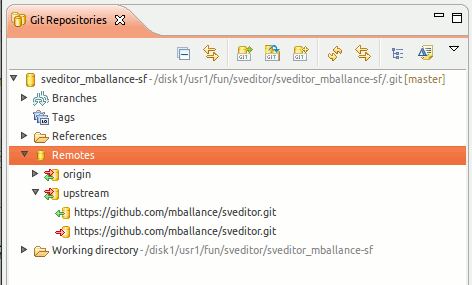 Git Repositories
sveditor_mballance-sf - /disk1/usr1/fun/sveditor/sveditor_mballance-sf/.git [master]
Branches
Tags
References
Remotes
origin
upstream
https://github.com/mballance/sveditor.git
https://github.com/mballance/sveditor.git
Working directory - /disk1/usr1/fun/sveditor/sveditor_mballance-sf